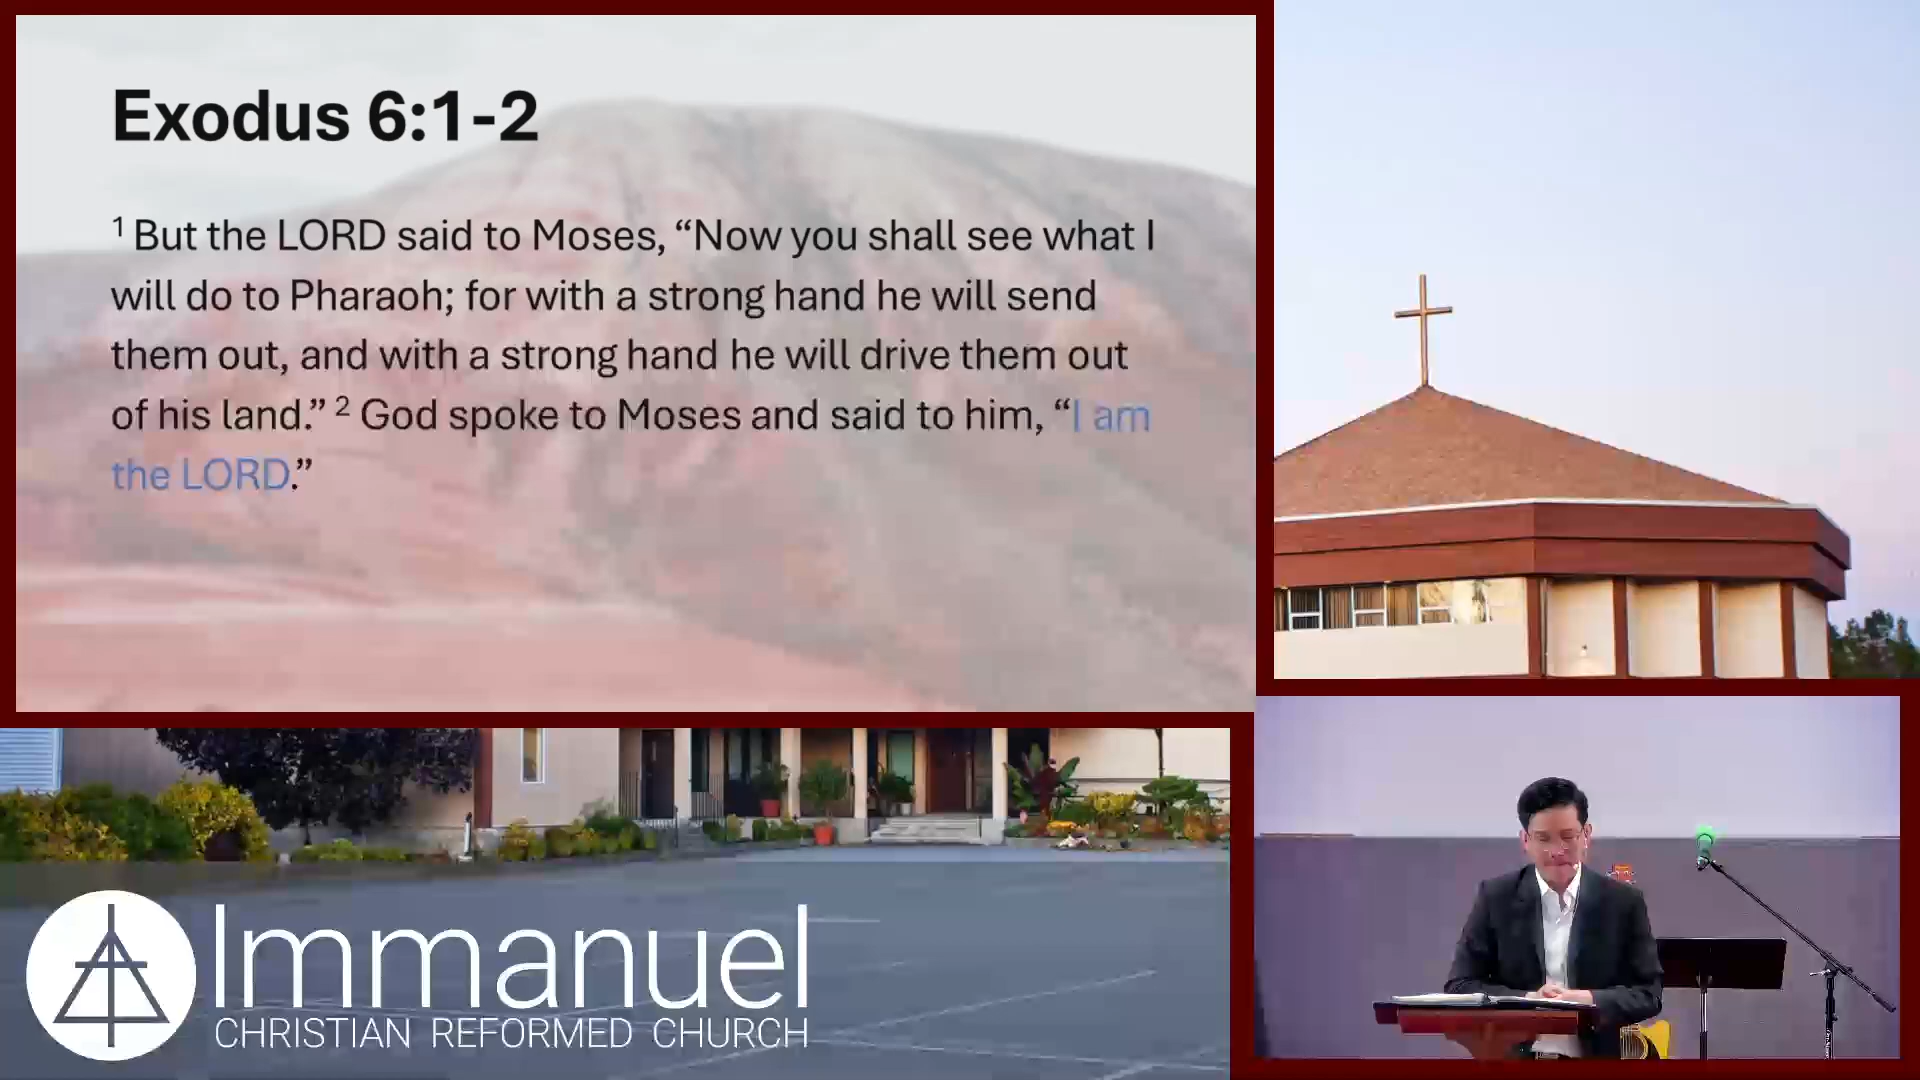 Exodus 6:1-2
1 But the LORD said to Moses, “Now you shall see what I
will do to Pharaoh; for with a strong hand he will send
them out, and with a strong hand he will drive them out
of his land.” 2 God spoke to Moses and said to him, “I am
the LORD.”
Immanuel
CHRISTIAN REFORMED CHURCH